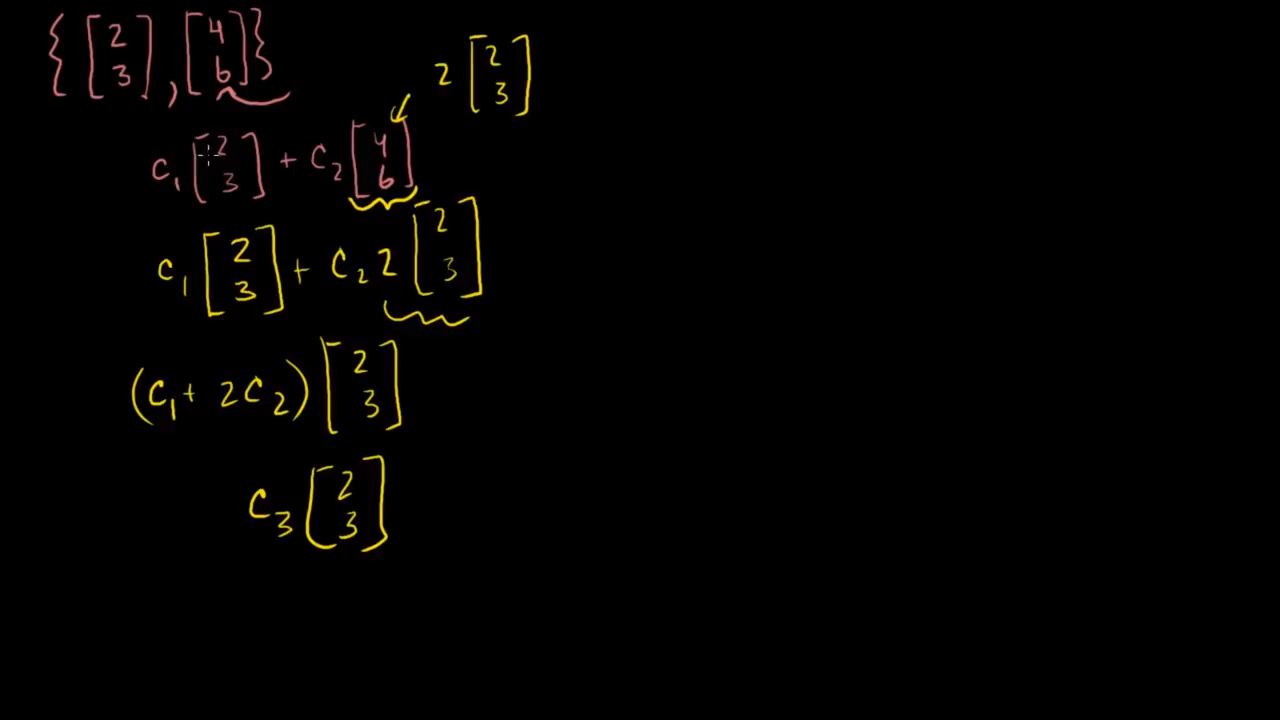 {[2 3], [4 6]}
2 [2 3]
c₁ [2 3] + c₂ [4 6]
c₁ [2 3] + c₂ 2 [2 3]
(c₁ + 2c₂) [2 3]
c₃ [2 3]